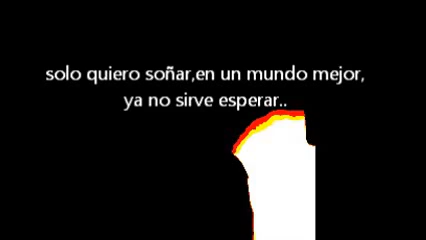 solo quiero soñar,en un mundo mejor,
ya no sirve esperar..